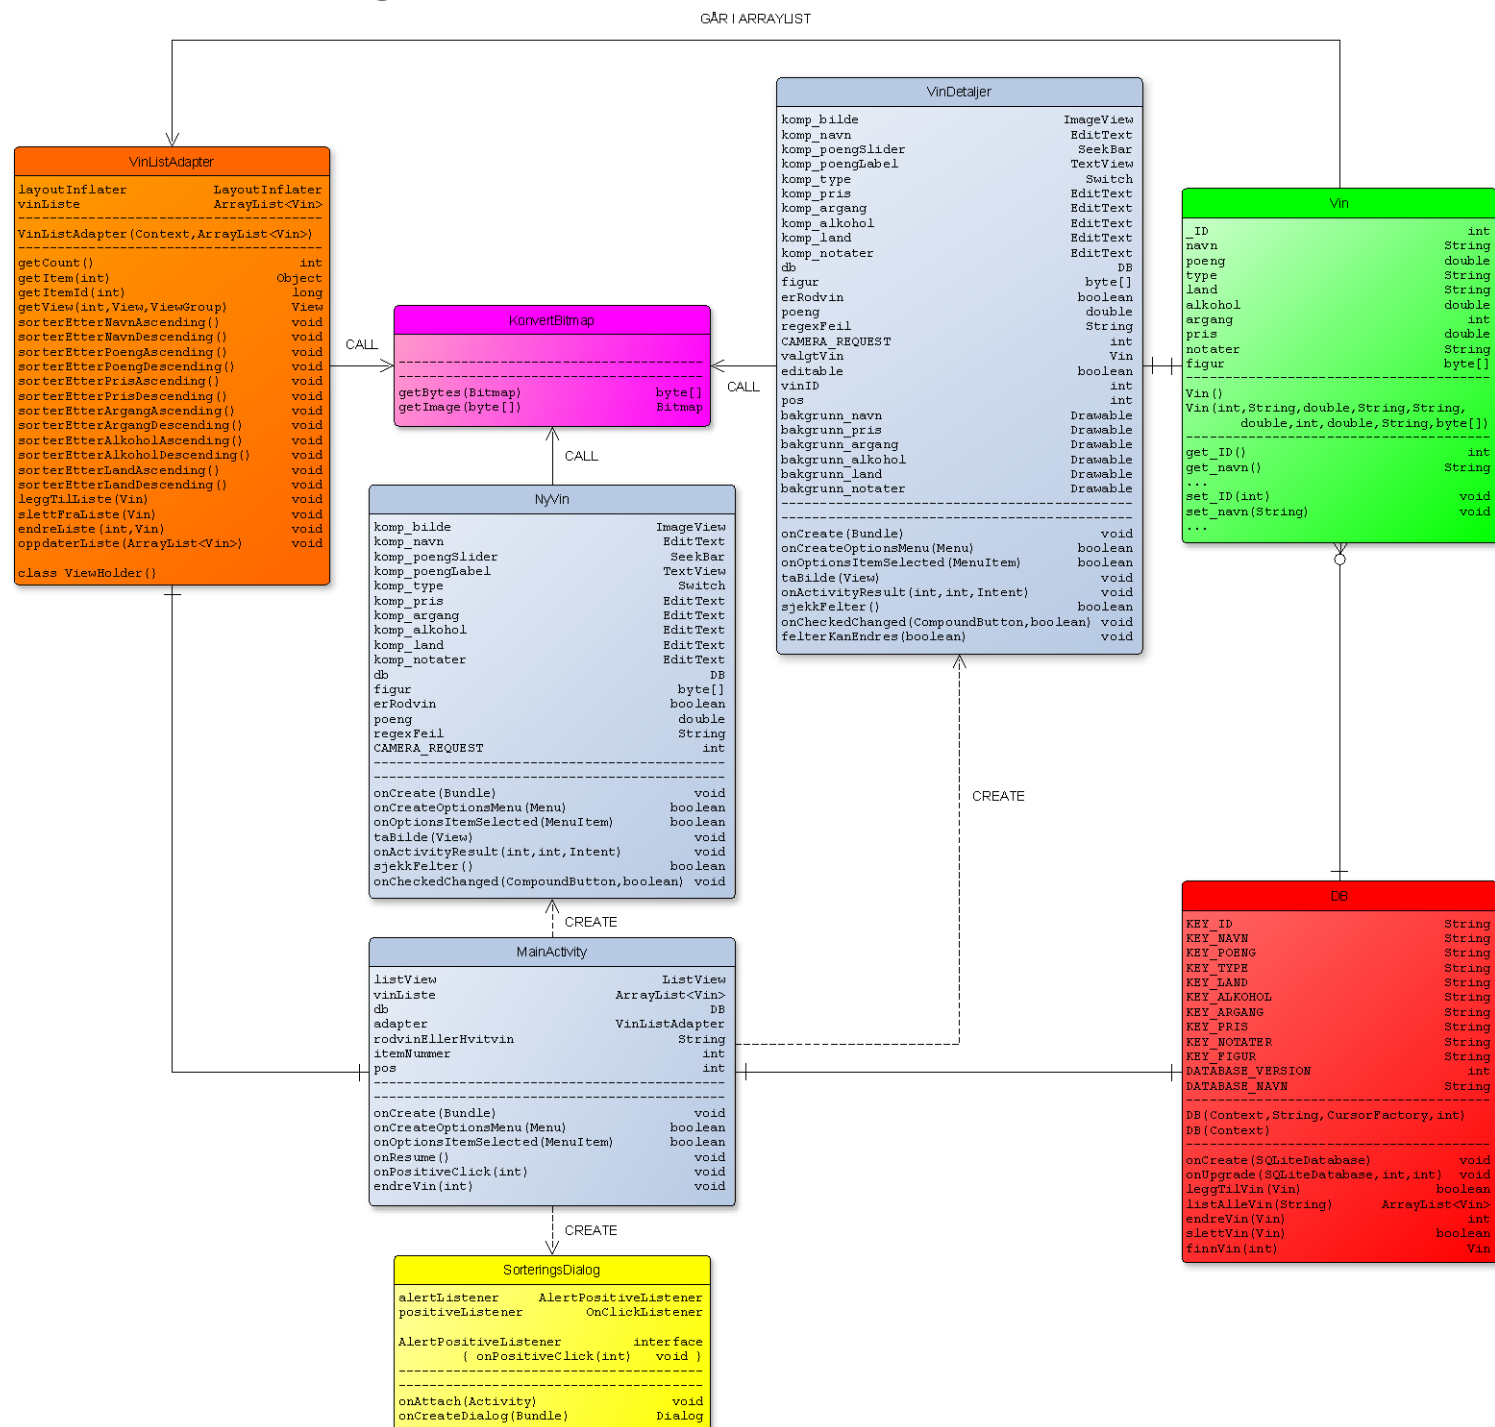 GÅR I ARRAYLIST
VinListAdapter
layoutInflater LayoutInflater
vinListe ArrayList<Vin>
VinListAdapter(Context,ArrayList<Vin>)
getCount() int
getItem(int) Object
getItemId(int) long
getView(int,View,ViewGroup) View
sorterEtterNavnAscending() void
sorterEtterNavnDescending() void
sorterEtterPoengAscending() void
sorterEtterPoengDescending() void
sorterEtterPrisAscending() void
sorterEtterPrisDescending() void
sorterEtterArgangAscending() void
sorterEtterArgangDescending() void
sorterEtterAlkoholAscending() void
sorterEtterAlkoholDescending() void
sorterEtterLandAscending() void
sorterEtterLandDescending() void
leggTilListe(Vin) void
slettFraListe(Vin) void
endreListe(int,Vin) void
oppdaterListe(ArrayList<Vin>) void
class ViewHolder{}
CALL
KonvertBitmap
getBytes(Bitmap) byte[]
getImage(byte[]) Bitmap
CALL
CALL
VinDetaljer
komp_bilde ImageView
komp_navn EditText
komp_poengSlider SeekBar
komp_poengLabel TextView
komp_type Switch
komp_pris EditText
komp_argang EditText
komp_alkohol EditText
komp_land EditText
komp_notater EditText
db DB
figur byte[]
erRodvin boolean
poeng double
regexFeil String
CAMERA_REQUEST int
valgtVin Vin
editable boolean
vinID int
pos int
bakgrunn_navn Drawable
bakgrunn_pris Drawable
bakgrunn_argang Drawable
bakgrunn_alkohol Drawable
bakgrunn_land Drawable
bakgrunn_notater Drawable
onCreate(Bundle) void
onCreateOptionsMenu(Menu) boolean
onOptionsItemSelected(MenuItem) boolean
taBilde(View) void
onActivityResult(int,int,Intent) void
sjekkFelter() boolean
onCheckedChanged(CompoundButton,boolean) void
felterKanEndres(boolean) void
Vin
_ID int
navn String
poeng double
type String
land String
alkohol double
argang int
pris double
notater String
figur byte[]
Vin()
Vin(int,String,double,String,String,
double,int,double,String,byte[])
get_ID() int
get_navn() String
...
set_ID(int) void
set_navn(String) void
...
NyVin
komp_bilde ImageView
komp_navn EditText
komp_poengSlider SeekBar
komp_poengLabel TextView
komp_type Switch
komp_pris EditText
komp_argang EditText
komp_alkohol EditText
komp_land EditText
komp_notater EditText
db DB
figur byte[]
erRodvin boolean
poeng double
regexFeil String
CAMERA_REQUEST int
onCreate(Bundle) void
onCreateOptionsMenu(Menu) boolean
onOptionsItemSelected(MenuItem) boolean
taBilde(View) void
onActivityResult(int,int,Intent) void
sjekkFelter() boolean
onCheckedChanged(CompoundButton,boolean) void
CREATE
CREATE
MainActivity
listView ListView
vinListe ArrayList<Vin>
db DB
adapter VinListAdapter
rodvinEllerHvitvin String
itemNummer int
pos int
onCreate(Bundle) void
onCreateOptionsMenu(Menu) boolean
onOptionsItemSelected(MenuItem) boolean
onResume() void
onPositiveClick(int) void
endreVin(int) void
DB
KEY_ID String
KEY_NAVN String
KEY_POENG String
KEY_TYPE String
KEY_LAND String
KEY_ALKOHOL String
KEY_ARGANG String
KEY_PRIS String
KEY_NOTATER String
KEY_FIGUR String
DATABASE_VERSION int
DATABASE_NAVN String
DB(Context,String,CursorFactory,int)
DB(Context)
onCreate(SQLiteDatabase) void
onUpgrade(SQLiteDatabase,int,int) void
leggTilVin(Vin) boolean
listAlleVin(String) ArrayList<Vin>
endreVin(Vin) int
slettVin(Vin) boolean
finnVin(int) Vin
CREATE
SorteringsDialog
alertListener AlertPositiveListener
positiveListener OnClickListener
AlertPositiveListener interface
{ onPositiveClick(int) void }
onAttach(Activity) void
onCreateDialog(Bundle) Dialog